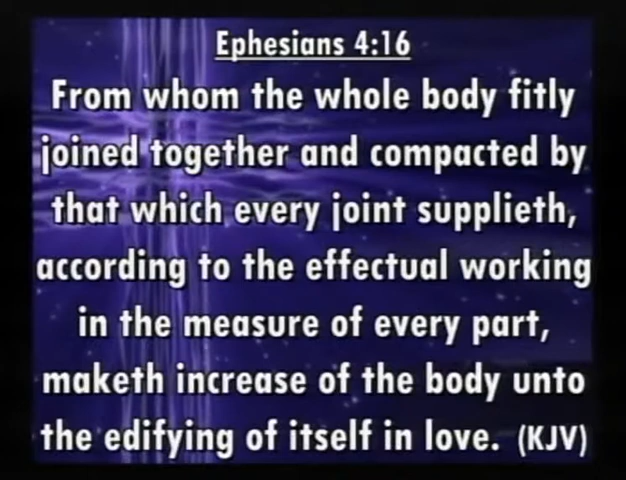 Ephesians 4:16
From whom the whole body fitly
joined together and compacted by
that which every joint supplieth,
according to the effectual working
in the measure of every part,
maketh increase of the body unto
the edifying of itself in love. (KJV)